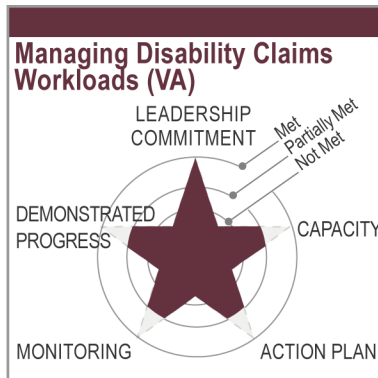 Managing Disability Claims
Workloads (VA)
LEADERSHIP
COMMITMENT
Met
Partially Met
Not Met
DEMONSTRATED
PROGRESS
CAPACITY
MONITORING
ACTION PLAN